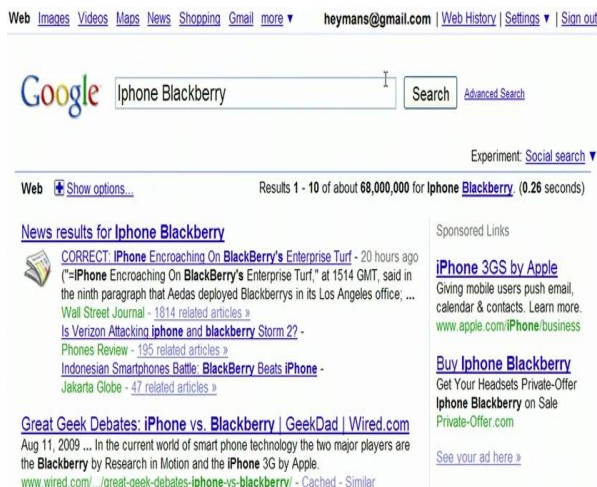 Web Images Videos Maps News Shopping Gmail more ▼ heymans@gmail.com | Web History | Settings ▼ | Sign out
Google Iphone Blackberry Search Advanced Search
Experiment: Social search ▼
Web + Show options... Results 1 - 10 of about 68,000,000 for Iphone Blackberry. (0.26 seconds)
News results for Iphone Blackberry
CORRECT: IPhone Encroaching On BlackBerry's Enterprise Turf - 20 hours ago
("=IPhone Encroaching On BlackBerry's Enterprise Turf," at 1514 GMT, said in
the ninth paragraph that Aedas deployed Blackberrys in its Los Angeles office; ...
Wall Street Journal - 1814 related articles »
Is Verizon Attacking iphone and blackberry Storm 2? -
Phones Review - 195 related articles »
Indonesian Smartphones Battle: BlackBerry Beats iPhone -
Jakarta Globe - 47 related articles »
Great Geek Debates: iPhone vs. Blackberry | GeekDad | Wired.com
Aug 11, 2009 ... In the current world of smart phone technology the two major players are
the Blackberry by Research in Motion and the iPhone 3G by Apple.
www.wired.com/.../great-geek-debates-iphone-vs-blackberry/ - Cached - Similar
Sponsored Links
iPhone 3GS by Apple
Giving mobile users push email,
calendar & contacts. Learn more.
www.apple.com/iPhone/business
Buy Iphone Blackberry
Get Your Headsets Private-Offer
Iphone Blackberry on Sale
Private-Offer.com
See your ad here »